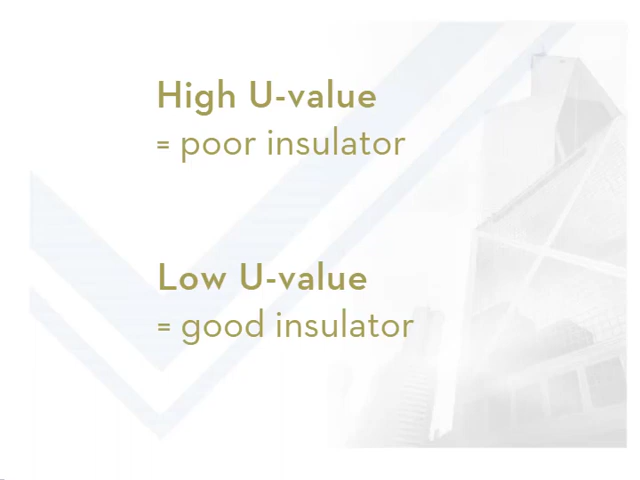 High U-value
= poor insulator
Low U-value
= good insulator